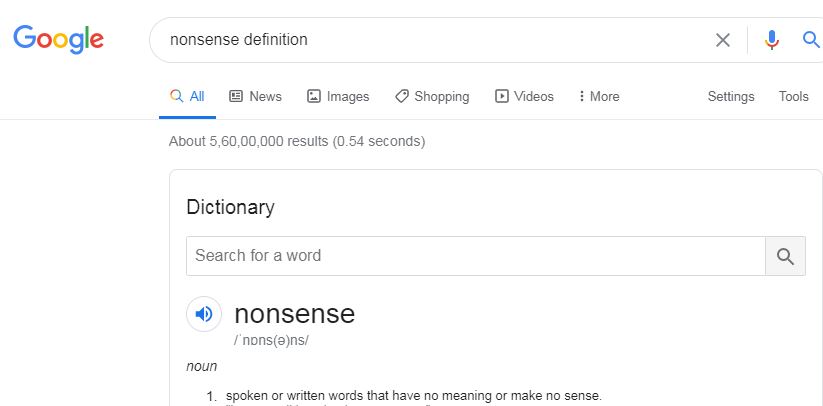 Google nonsense definition
All News Images Shopping Videos More Settings Tools
About 5,60,00,000 results (0.54 seconds)
Dictionary
Search for a word
nonsense
/ˈnɒns(ə)ns/
noun
1. spoken or written words that have no meaning or make no sense.